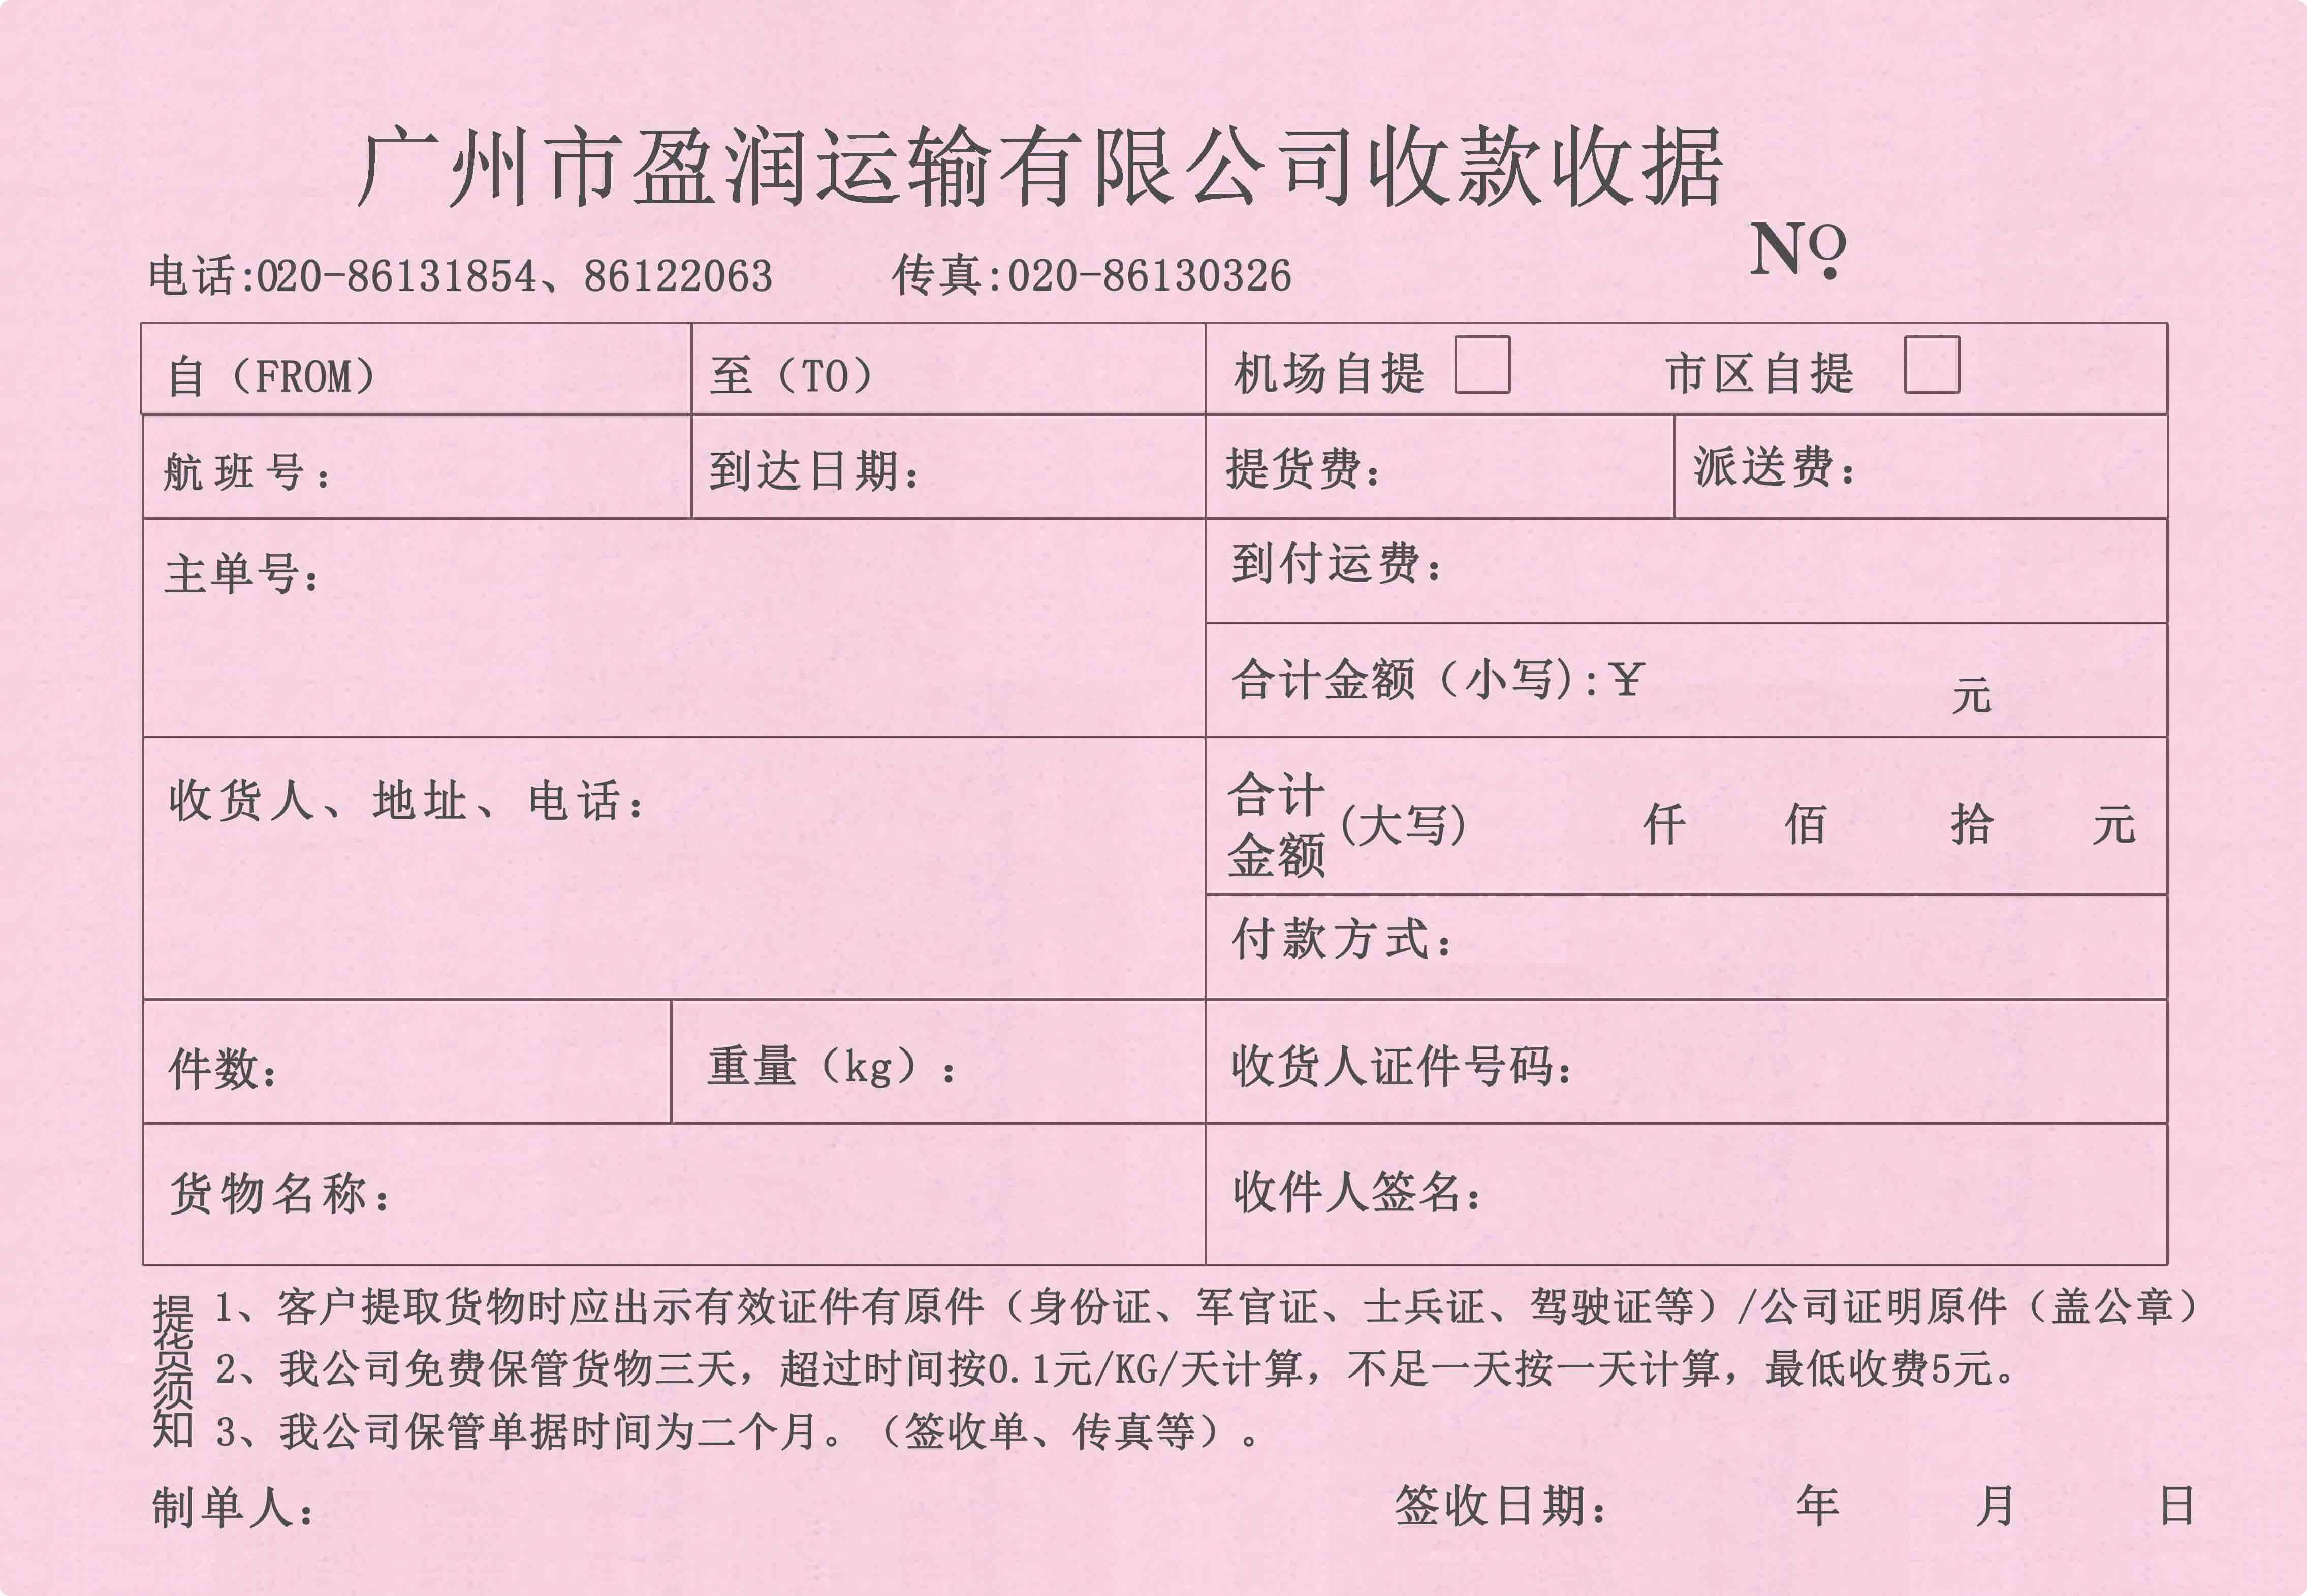 广州市盈润运输有限公司收款收据
电话:020-86131854、86122063 传真:020-86130326 No.
自（FROM） 至（TO） 机场自提 □ 市区自提 □
航班号： 到达日期： 提货费： 派送费：
主单号： 到付运费：
合计金额（小写):¥ 元
收货人、地址、电话： 合计金额 (大写) 仟 佰 拾 元
付款方式：
件数： 重量（kg）： 收货人证件号码：
货物名称： 收件人签名：
提货须知
1、客户提取货物时应出示有效证件有原件（身份证、军官证、士兵证、驾驶证等）/公司证明原件（盖公章）
2、我公司免费保管货物三天，超过时间按0.1元/KG/天计算，不足一天按一天计算，最低收费5元。
3、我公司保管单据时间为二个月。（签收单、传真等）。
制单人： 签收日期： 年 月 日